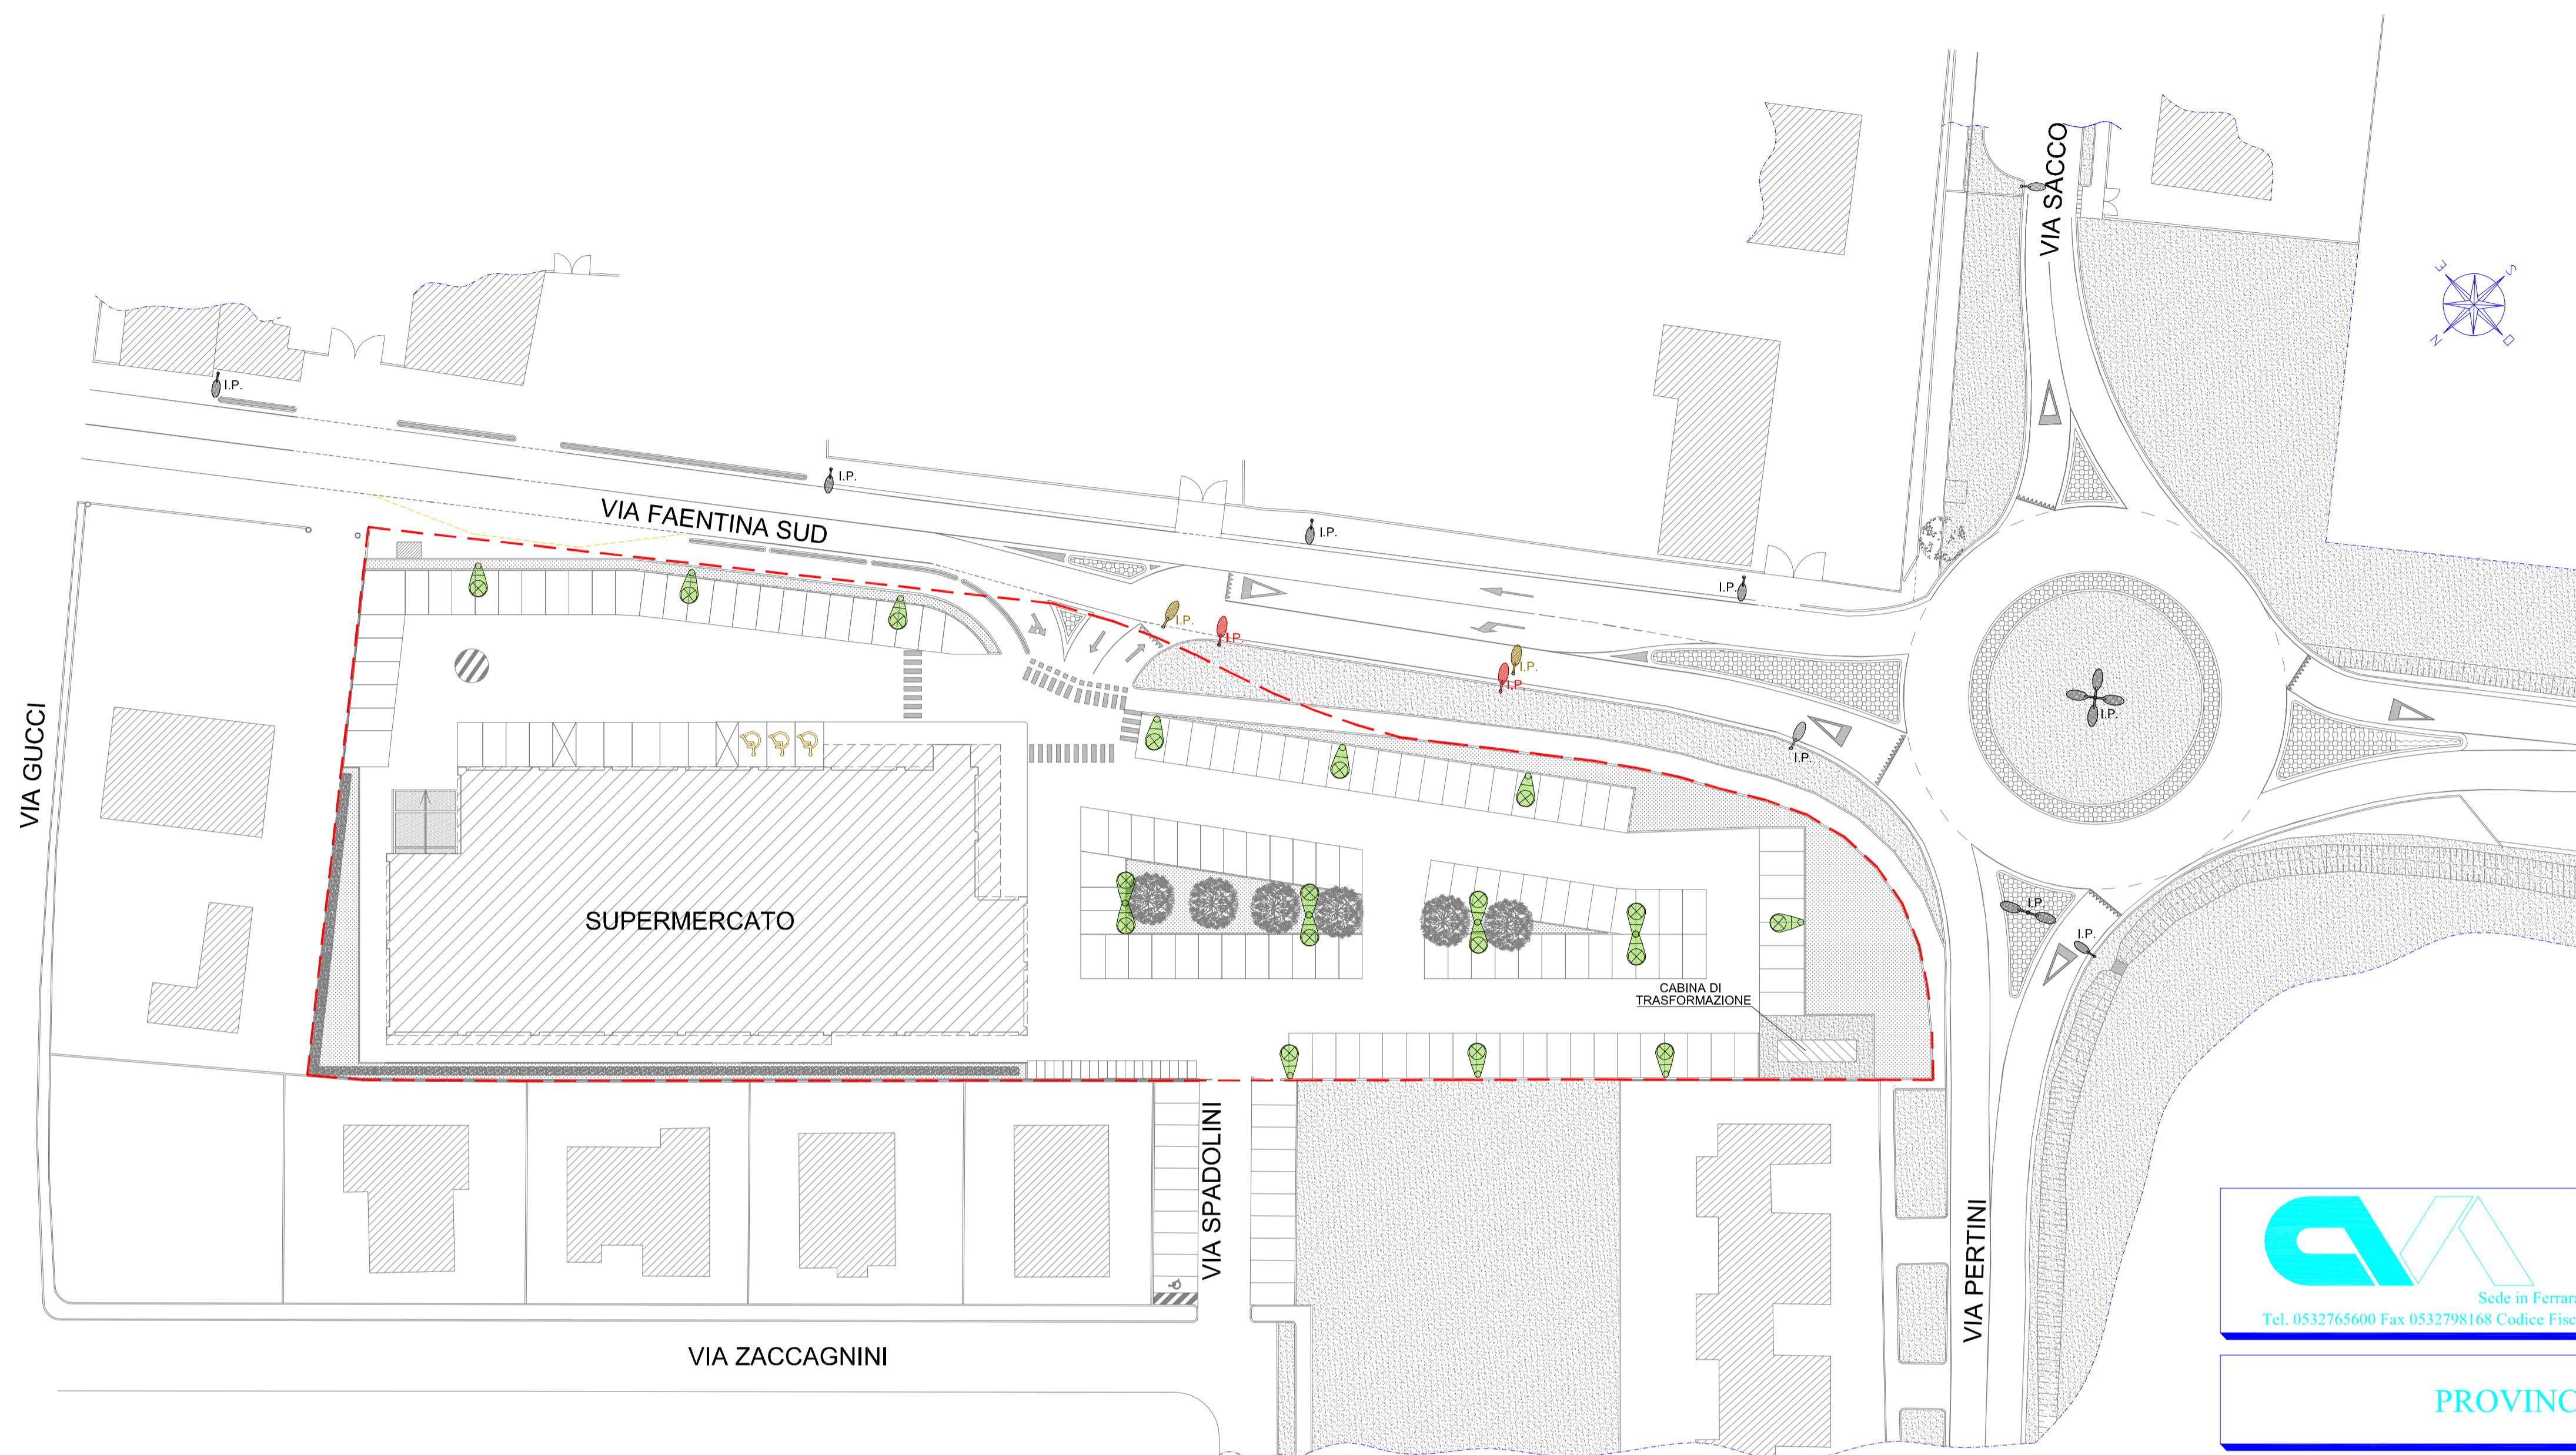 VIA SACCO
E
S
N
O
I.P.
I.P.
VIA FAENTINA SUD
I.P.
I.P.
I.P.
I.P.
I.P.
I.P.
I.P.
I.P.
VIA GUCCI
I.P.
SUPERMERCATO
I.P.
I.P.
CABINA DI
TRASFORMAZIONE
VIA SPADOLINI
VIA PERTINI
VIA ZACCAGNINI
Sede in Ferrara
Tel. 0532765600 Fax 0532798168 Codice Fisc
PROVINC